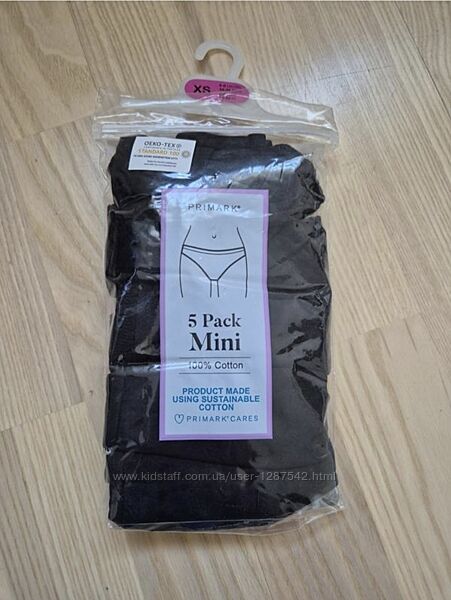 XS
OEKO-TEX®
STANDARD 100
PRIMARK®
5 Pack
Mini
100% Cotton
PRODUCT MADE
USING SUSTAINABLE
COTTON
PRIMARK® CARES
www.kidstaff.com.ua/user-1287542.html